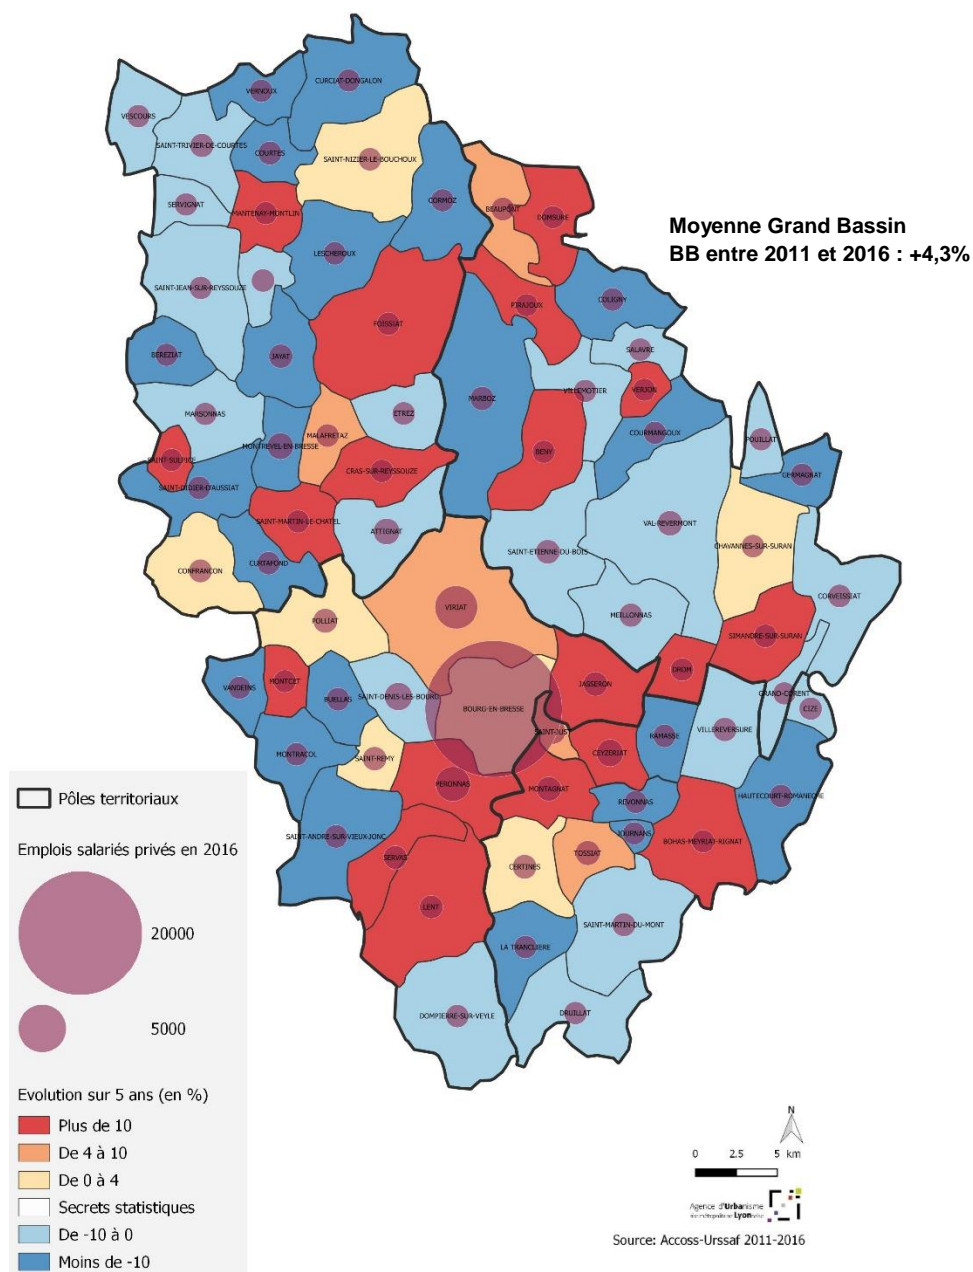 CURCIAT-DONGALON
VERNOUX
VESCOURS
SAINT-TRIVIER-DE-COURTES
COURTES
SAINT-NIZIER-LE-BOUCHOUX
SERVIGNAT
MANTENAY-MONTLIN
CORMOZ
BEAUPONT
DOMSURE
Moyenne Grand Bassin
BB entre 2011 et 2016 : +4,3%
LESCHEROUX
SAINT-JEAN-SUR-REYSSOUZE
PIRAJOUX
COLIGNY
FOISSIAT
BEREZIAT
JAYAT
SALAVRE
VILLEMOTIER
VERJON
MARBOZ
MARSONNAS
ETREZ
MALAFRETAZ
COURMANGOUX
MONTREVEL-EN-BRESSE
POUILLAT
BENY
SAINT-SULPICE
CRAS-SUR-REYSSOUZE
GERMAGNAT
SAINT-DIDIER-D'AUSSIAT
SAINT-MARTIN-LE-CHATEL
VAL-REVERMONT
ATTIGNAT
CHAVANNES-SUR-SURAN
SAINT-ETIENNE-DU-BOIS
CURTAFOND
CONFRANCON
CORVEISSIAT
VIRIAT
MEILLONNAS
POLLIAT
SIMANDRE-SUR-SURAN
DROM
MONTCET
JASSERON
VANDEINS
SAINT-DENIS-LES-BOURG
BUELLAS
GRAND-CORENT
BOURG-EN-BRESSE
CIZE
SAINT-JUST
VILLEREVERSURE
RAMASSE
MONTRACOL
CEYZERIAT
SAINT-REMY
PERONNAS
MONTAGNAT
HAUTECOURT-ROMANECHE
REVONNAS
SAINT-ANDRE-SUR-VIEUX-JONC
JOURNANS
BOHAS-MEYRIAT-RIGNAT
TOSSIAT
SERVAS
CERTINES
LENT
SAINT-MARTIN-DU-MONT
LA TRANCLIERE
DOMPIERRE-SUR-VEYLE
DRUILLAT
Pôles territoriaux
Emplois salariés privés en 2016
20000
5000
Evolution sur 5 ans (en %)
Plus de 10
De 4 à 10
De 0 à 4
Secrets statistiques
De -10 à 0
Moins de -10
N
0 2.5 5 km
Agence d'Urbanisme
Lyon
Source: Accoss-Urssaf 2011-2016